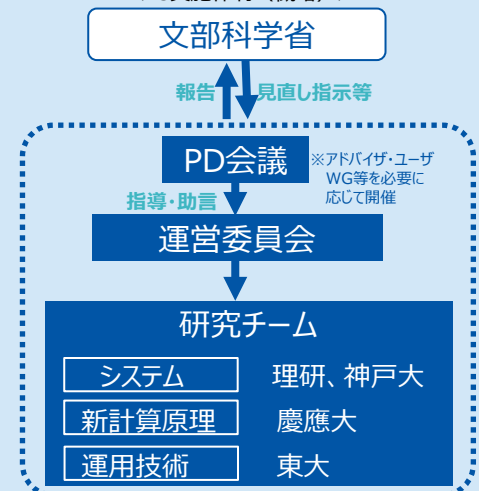 文部科学省
報告 見直し指示等
PD会議
※アドバイザ・ユーザ
WG等を必要に
応じて開催
指導・助言
運営委員会
研究チーム
システム 理研、神戸大
新計算原理 慶應大
運用技術 東大